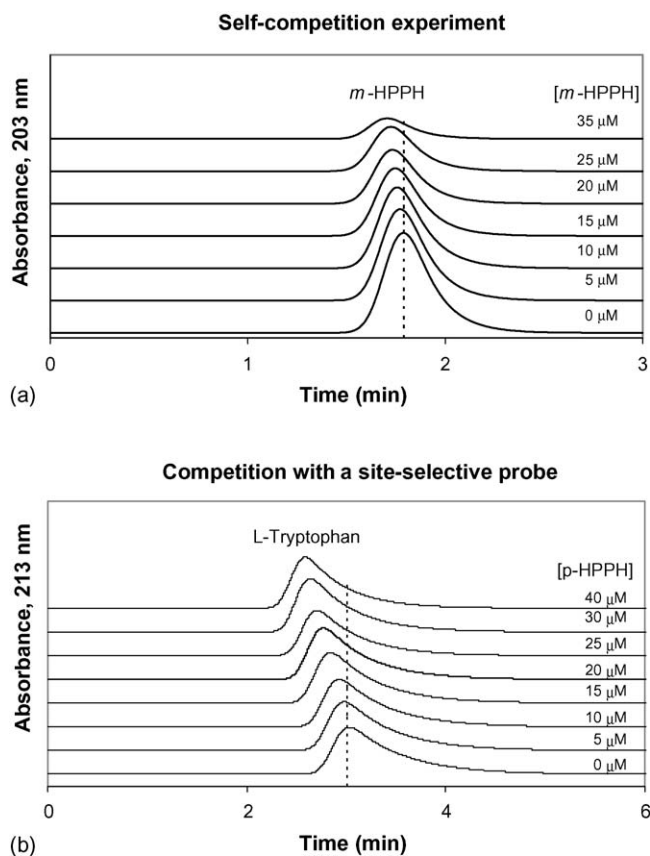 Self-competition experiment
m-HPPH [m-HPPH]
35 µM
25 µM
20 µM
15 µM
10 µM
5 µM
0 µM
Absorbance, 203 nm
0 1 2 3
Time (min)
(a)
Competition with a site-selective probe
L-Tryptophan
[p-HPPH]
40 µM
30 µM
25 µM
20 µM
15 µM
10 µM
5 µM
0 µM
Absorbance, 213 nm
0 2 4 6
Time (min)
(b)